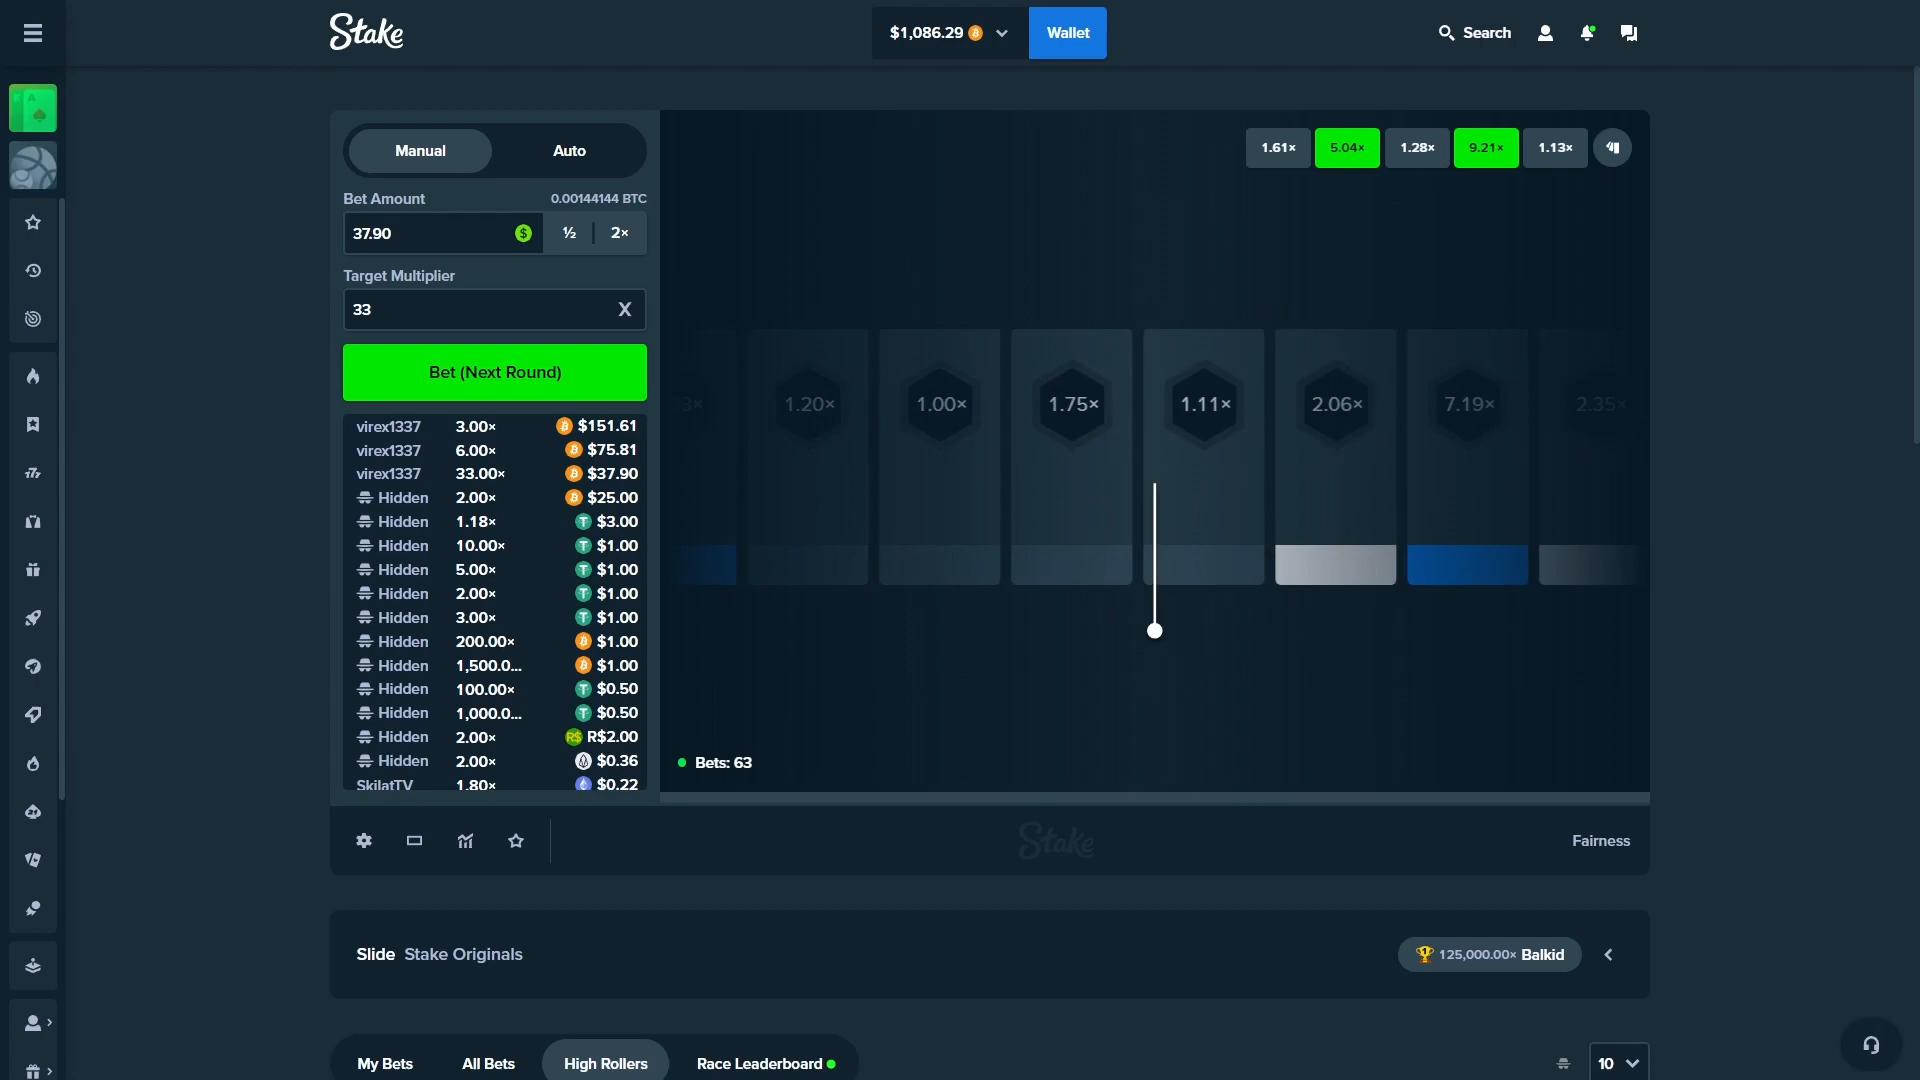 Stake
$1,086.29
Wallet
Search
Manual
Auto
Bet Amount
0.00144144 BTC
37.90
½
2×
Target Multiplier
33
X
Bet (Next Round)
virex1337 3.00× $151.61
virex1337 6.00× $75.81
virex1337 33.00× $37.90
Hidden 2.00× $25.00
Hidden 1.18× $3.00
Hidden 10.00× $1.00
Hidden 5.00× $1.00
Hidden 2.00× $1.00
Hidden 3.00× $1.00
Hidden 200.00× $1.00
Hidden 1,500.0... $1.00
Hidden 100.00× $0.50
Hidden 1,000.0... $0.50
Hidden 2.00× R$2.00
Hidden 2.00× $0.36
SkilatTV 1.80× $0.22
1.61× 5.04× 1.28× 9.21× 1.13×
1.20× 1.00× 1.75× 1.11× 2.06× 7.19× 2.35×
Bets: 63
Stake
Fairness
Slide Stake Originals
125,000.00× Balkid
My Bets
All Bets
High Rollers
Race Leaderboard
10